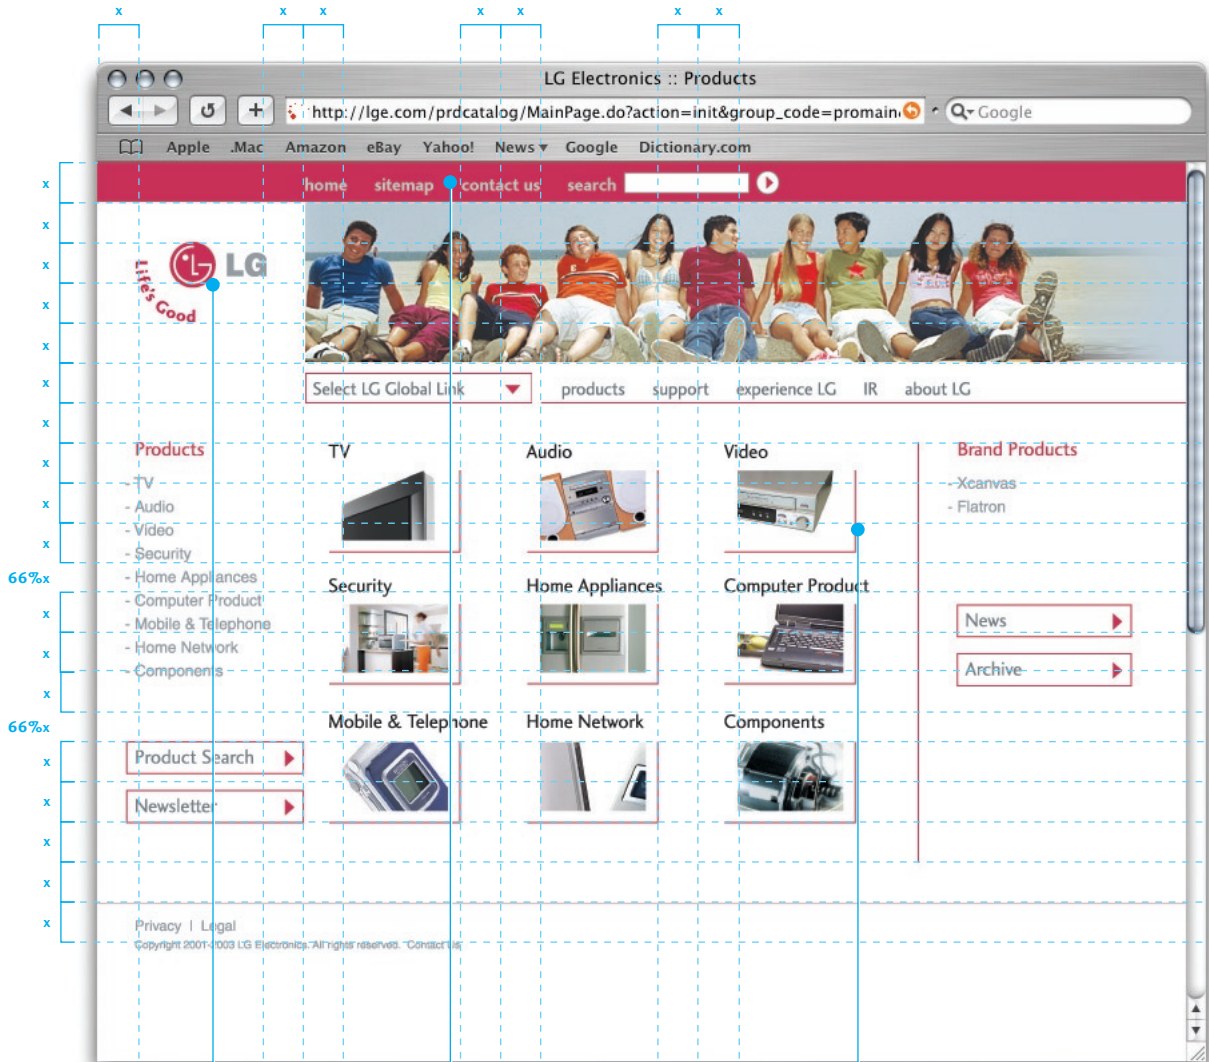 x x x x x x x
LG Electronics :: Products
http://lge.com/prdcatalog/MainPage.do?action=init&group_code=promain
Google
Apple .Mac Amazon eBay Yahoo! News Google Dictionary.com
x
home sitemap contact us search
x
x
LG
Life's Good
x
x
x
x
Select LG Global Link products support experience LG IR about LG
x
Products TV Audio Video Brand Products
x
- TV
- Xcanvas
x
- Audio
- Flatron
- Video
x
- Security
66%x
- Home Appliances
Security Home Appliances Computer Product
- Computer Product
x
- Mobile & Telephone
News
- Home Network
x
- Components
Archive
x
66%x
Mobile & Telephone Home Network Components
Product Search
x
x
Newsletter
x
x
x
Privacy | Legal
Copyright 2001-2003 LG Electronics. All rights reserved. Contact Us